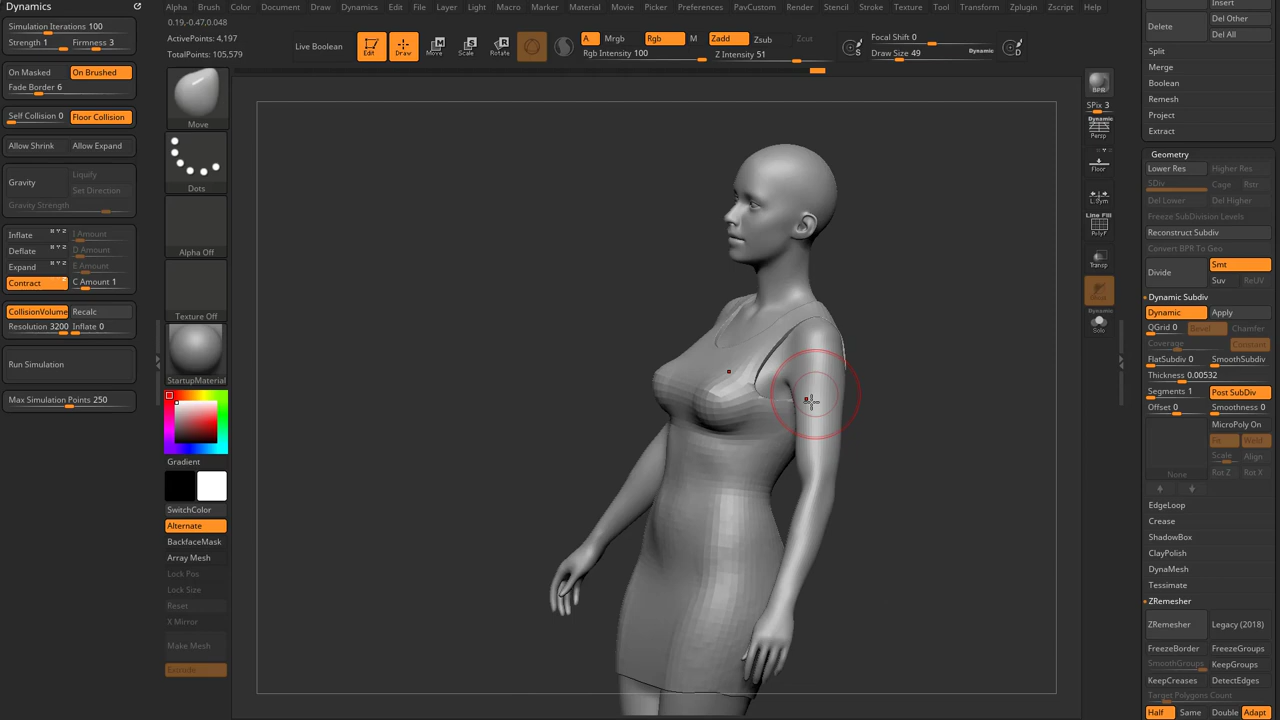 Dynamics
Alpha Brush Color Document Draw Dynamics Edit File Layer Light Macro Marker Material Movie Picker Preferences PavCustom Render Stencil Stroke Texture Tool Transform Zplugin Zscript Help
0.19,-0.47,0.048
ActivePoints: 4,197
TotalPoints: 105,579
Live Boolean
Edit
Draw
Move
Scale
Rotate
A
Mrgb
Rgb
M
Zadd
Zsub
Zcut
Rgb Intensity 100
Z Intensity 51
S
Focal Shift 0
Draw Size 49
Dynamic
D
Simulation Iterations 100
Strength 1
Firmness 3
On Masked
On Brushed
Fade Border 6
Self Collision 0
Floor Collision
Allow Shrink
Allow Expand
Gravity
Liquify
Set Direction
Gravity Strength
Inflate
I Amount
Deflate
D Amount
Expand
E Amount
Contract
C Amount 1
CollisionVolume
Recalc
Resolution 3200
Inflate 0
Run Simulation
Max Simulation Points 250
Move
Dots
Alpha Off
Texture Off
StartupMaterial
Gradient
SwitchColor
Alternate
BackfaceMask
Array Mesh
Lock Pos
Lock Size
Reset
X Mirror
Make Mesh
Extrude
BPR
SPix 3
Dynamic
Persp
Floor
L.Sym
Line Fill
PolyF
Transp
Dynamic
Solo
Insert
Delete
Del Other
Del All
Split
Merge
Boolean
Remesh
Project
Extract
Geometry
Lower Res
Higher Res
SDiv
Cage
Rstr
Del Lower
Del Higher
Freeze SubDivision Levels
Reconstruct Subdiv
Convert BPR To Geo
Divide
Smt
Suv
ReUV
Dynamic Subdiv
Dynamic
Apply
QGrid 0
Bevel
Chamfer
Coverage
Constant
FlatSubdiv 0
SmoothSubdiv
Thickness 0.00532
Segments 1
Post SubDiv
Offset 0
Smoothness 0
MicroPoly On
Fit
Weld
Scale
Align
Rot Z
Rot X
None
EdgeLoop
Crease
ShadowBox
ClayPolish
DynaMesh
Tessimate
ZRemesher
ZRemesher
Legacy (2018)
FreezeBorder
FreezeGroups
SmoothGroups
KeepGroups
KeepCreases
DetectEdges
Target Polygons Count
Half
Same
Double
Adapt